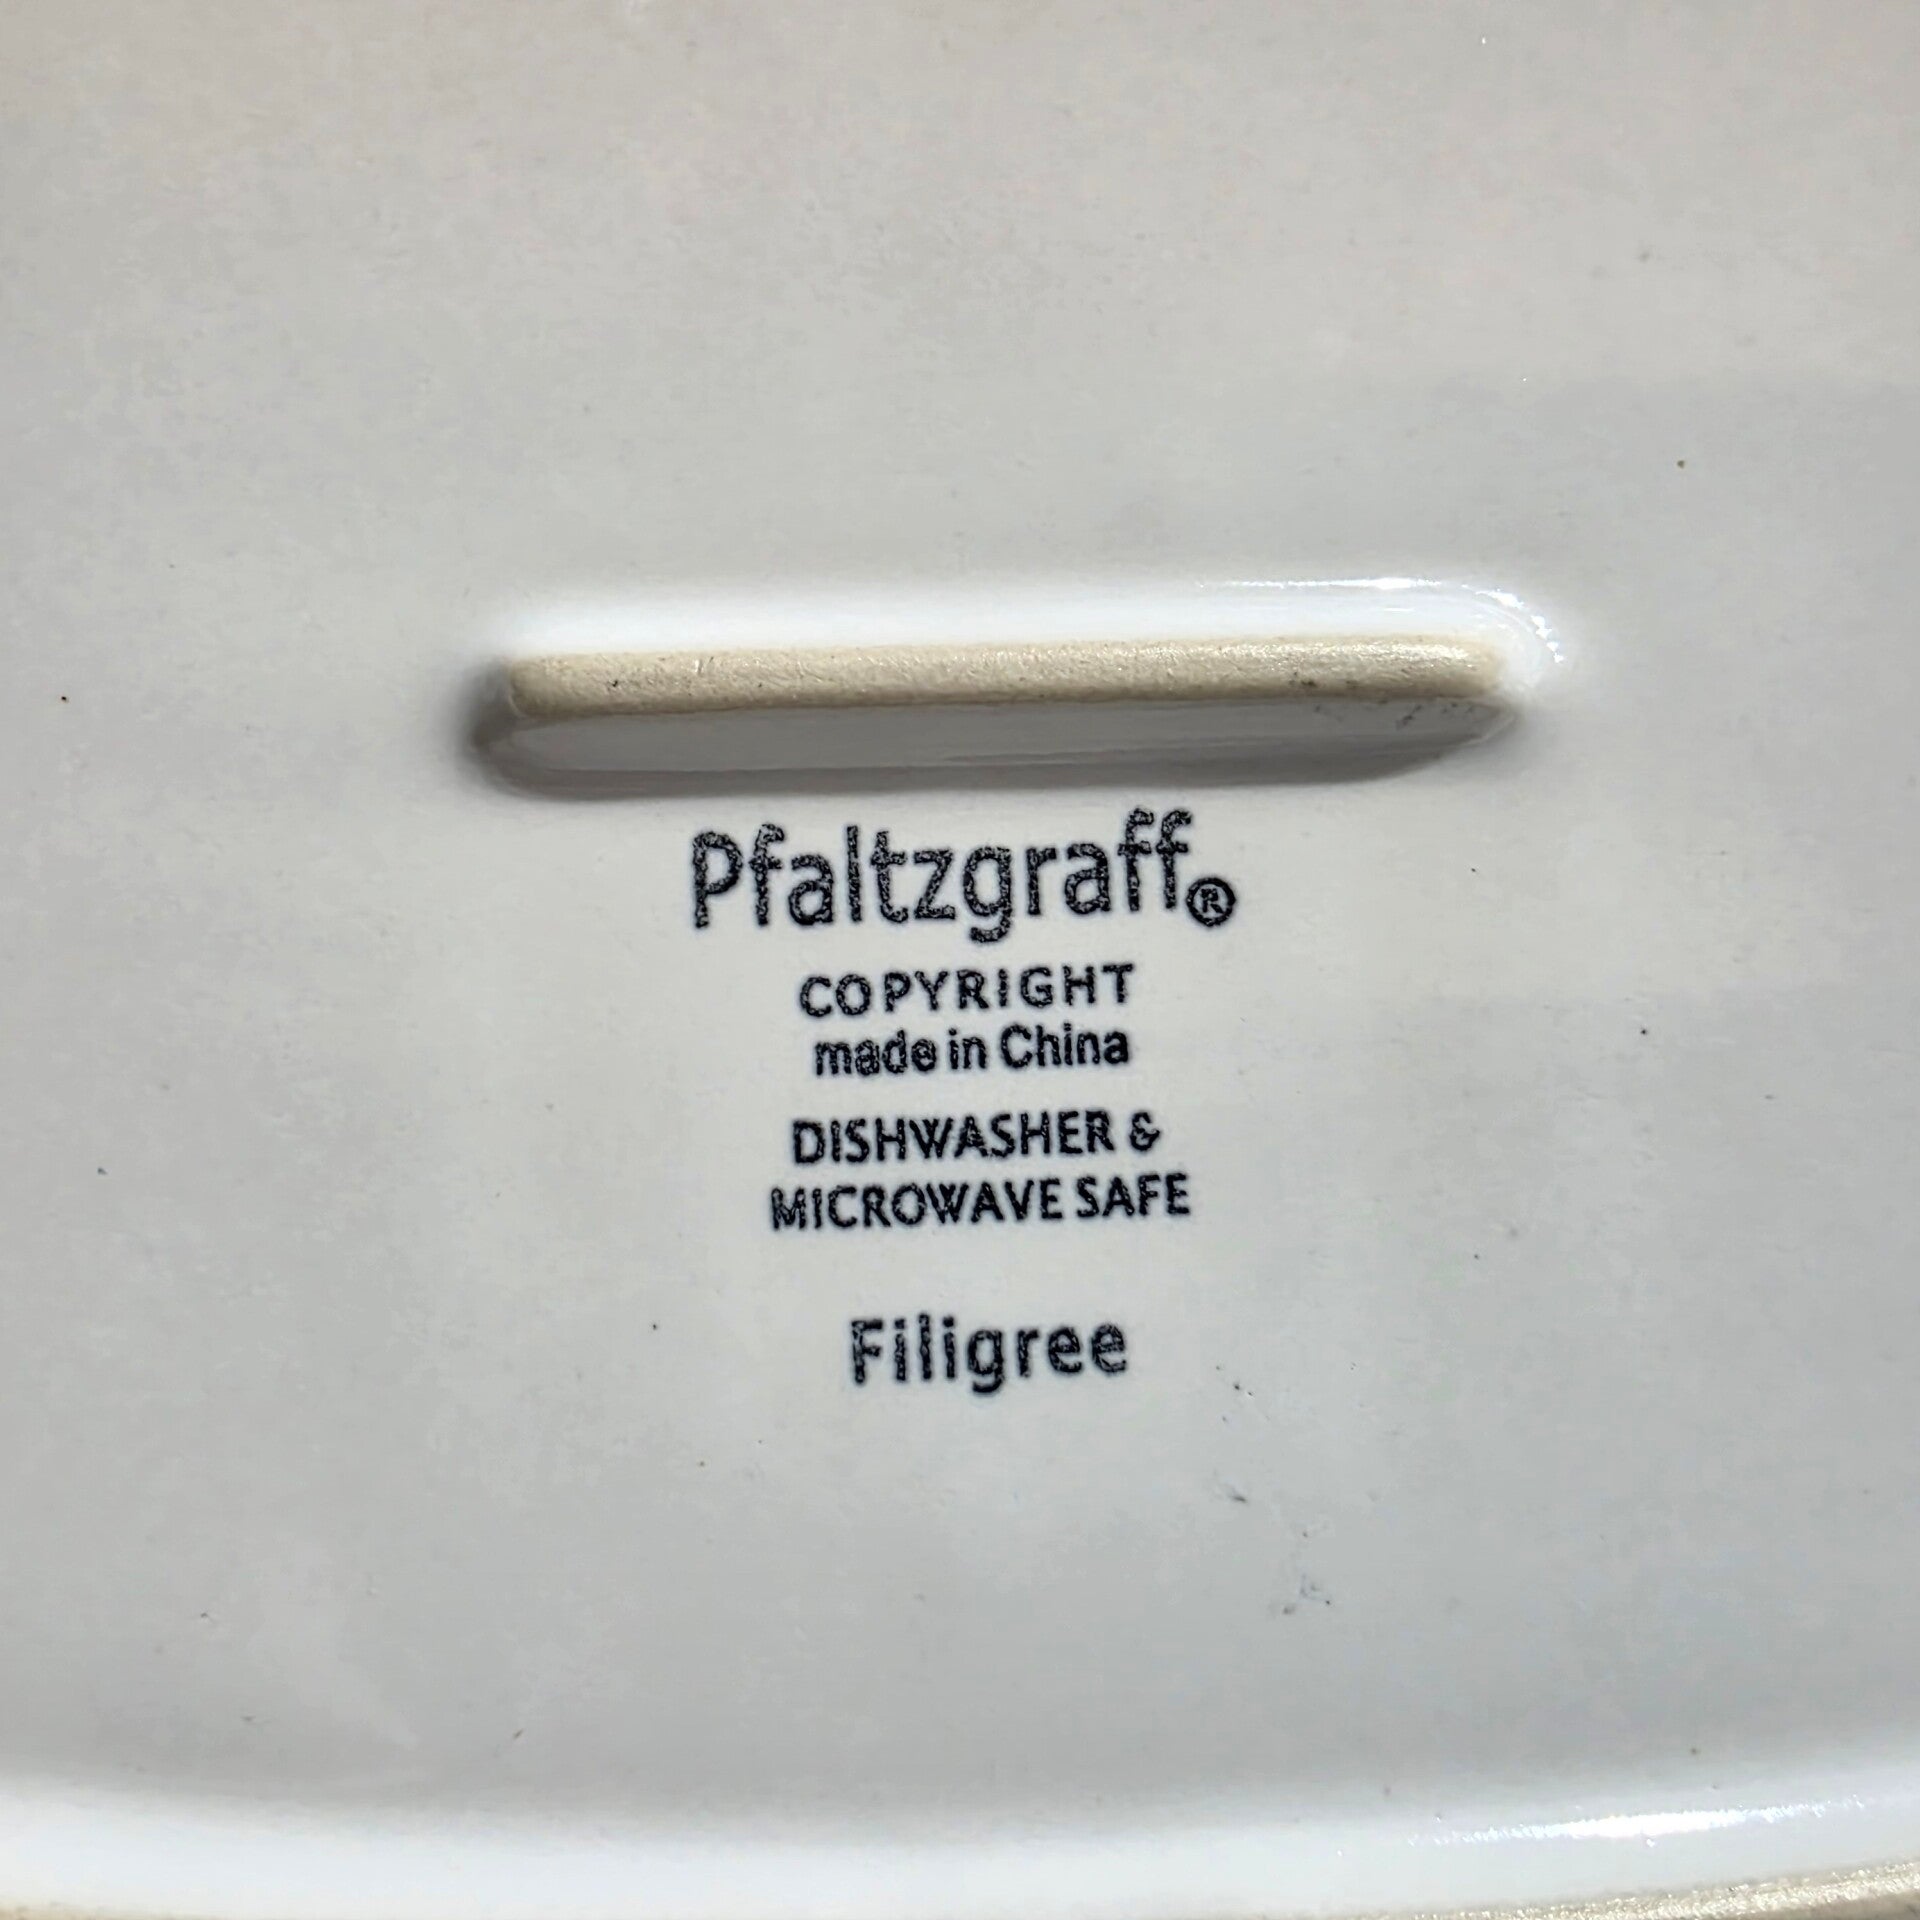 Pfaltzgraff®
COPYRIGHT
made in China
DISHWASHER &
MICROWAVE SAFE
Filigree